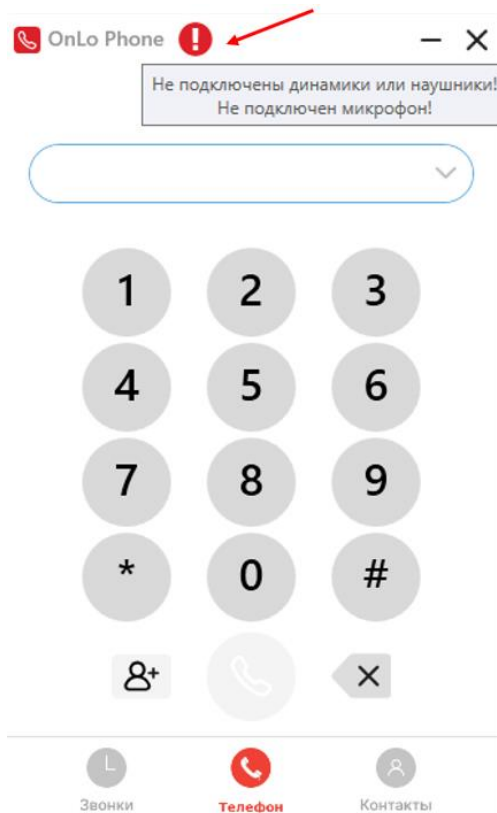 OnLo Phone
Не подключены динамики или наушники!
Не подключен микрофон!
1 2 3
4 5 6
7 8 9
* 0 #
Звонки Телефон Контакты